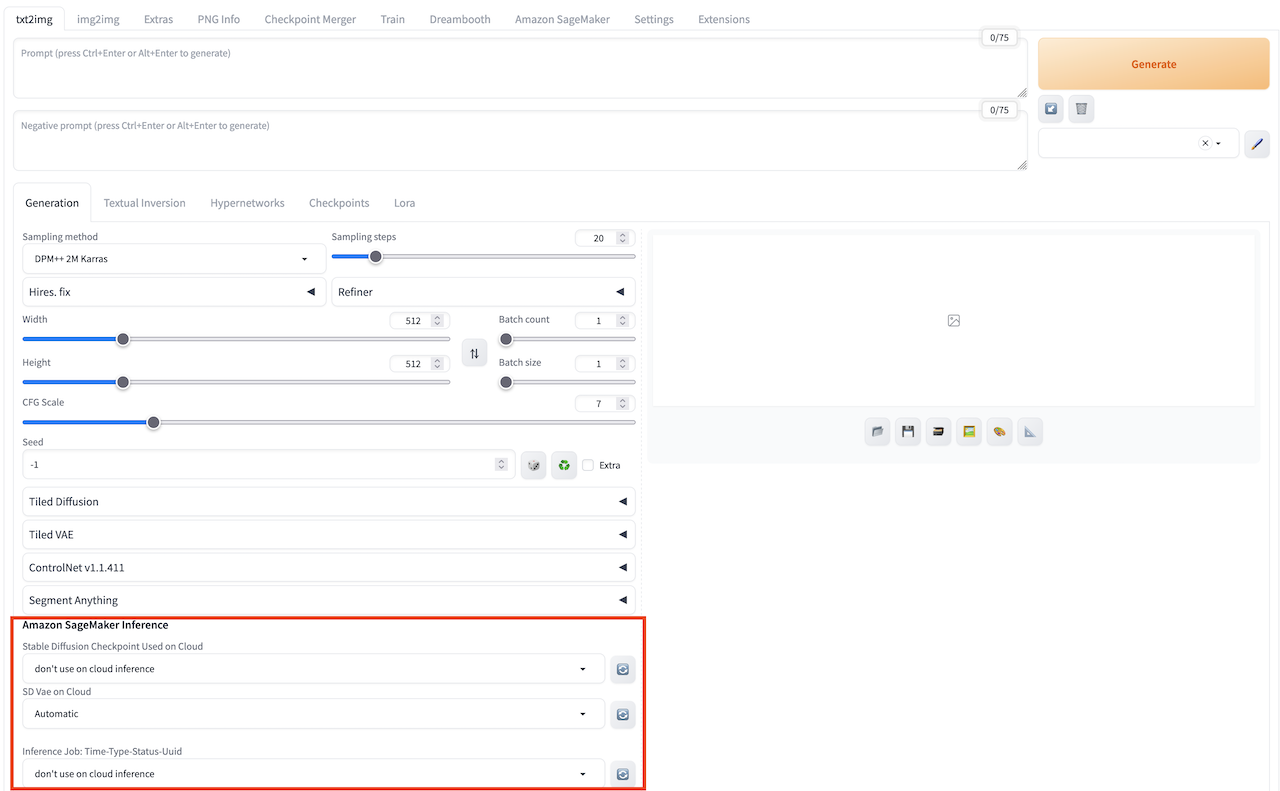 txt2img img2img Extras PNG Info Checkpoint Merger Train Dreambooth Amazon SageMaker Settings Extensions
0/75
Prompt (press Ctrl+Enter or Alt+Enter to generate)
Generate
0/75
Negative prompt (press Ctrl+Enter or Alt+Enter to generate)
Generation Textual Inversion Hypernetworks Checkpoints Lora
Sampling method
Sampling steps 20
DPM++ 2M Karras
Hires. fix
Refiner
Width 512
Batch count 1
Height 512
Batch size 1
CFG Scale 7
Seed
-1
Extra
Tiled Diffusion
Tiled VAE
ControlNet v1.1.411
Segment Anything
Amazon SageMaker Inference
Stable Diffusion Checkpoint Used on Cloud
don't use on cloud inference
SD Vae on Cloud
Automatic
Inference Job: Time-Type-Status-Uuid
don't use on cloud inference